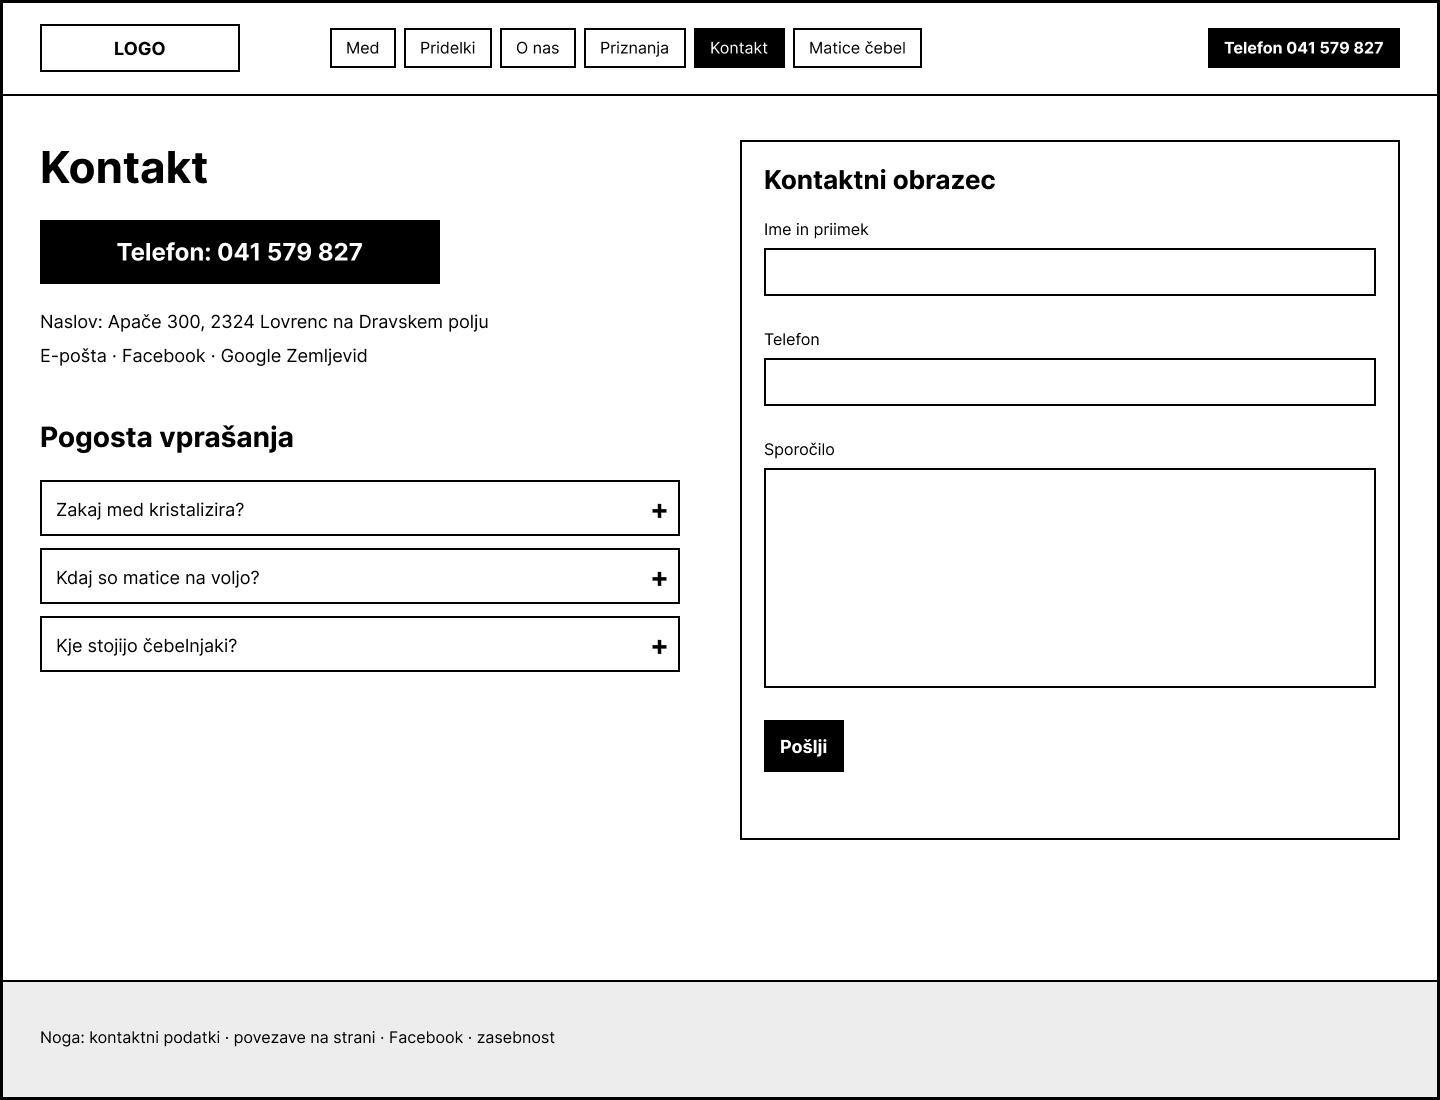 LOGO
Med
Pridelki
O nas
Priznanja
Kontakt
Matice čebel
Telefon 041 579 827
Kontakt
Telefon: 041 579 827
Naslov: Apače 300, 2324 Lovrenc na Dravskem polju
E-pošta · Facebook · Google Zemljevid
Pogosta vprašanja
Zakaj med kristalizira? +
Kdaj so matice na voljo? +
Kje stojijo čebelnjaki? +
Kontaktni obrazec
Ime in priimek
Telefon
Sporočilo
Pošlji
Noga: kontaktni podatki · povezave na strani · Facebook · zasebnost